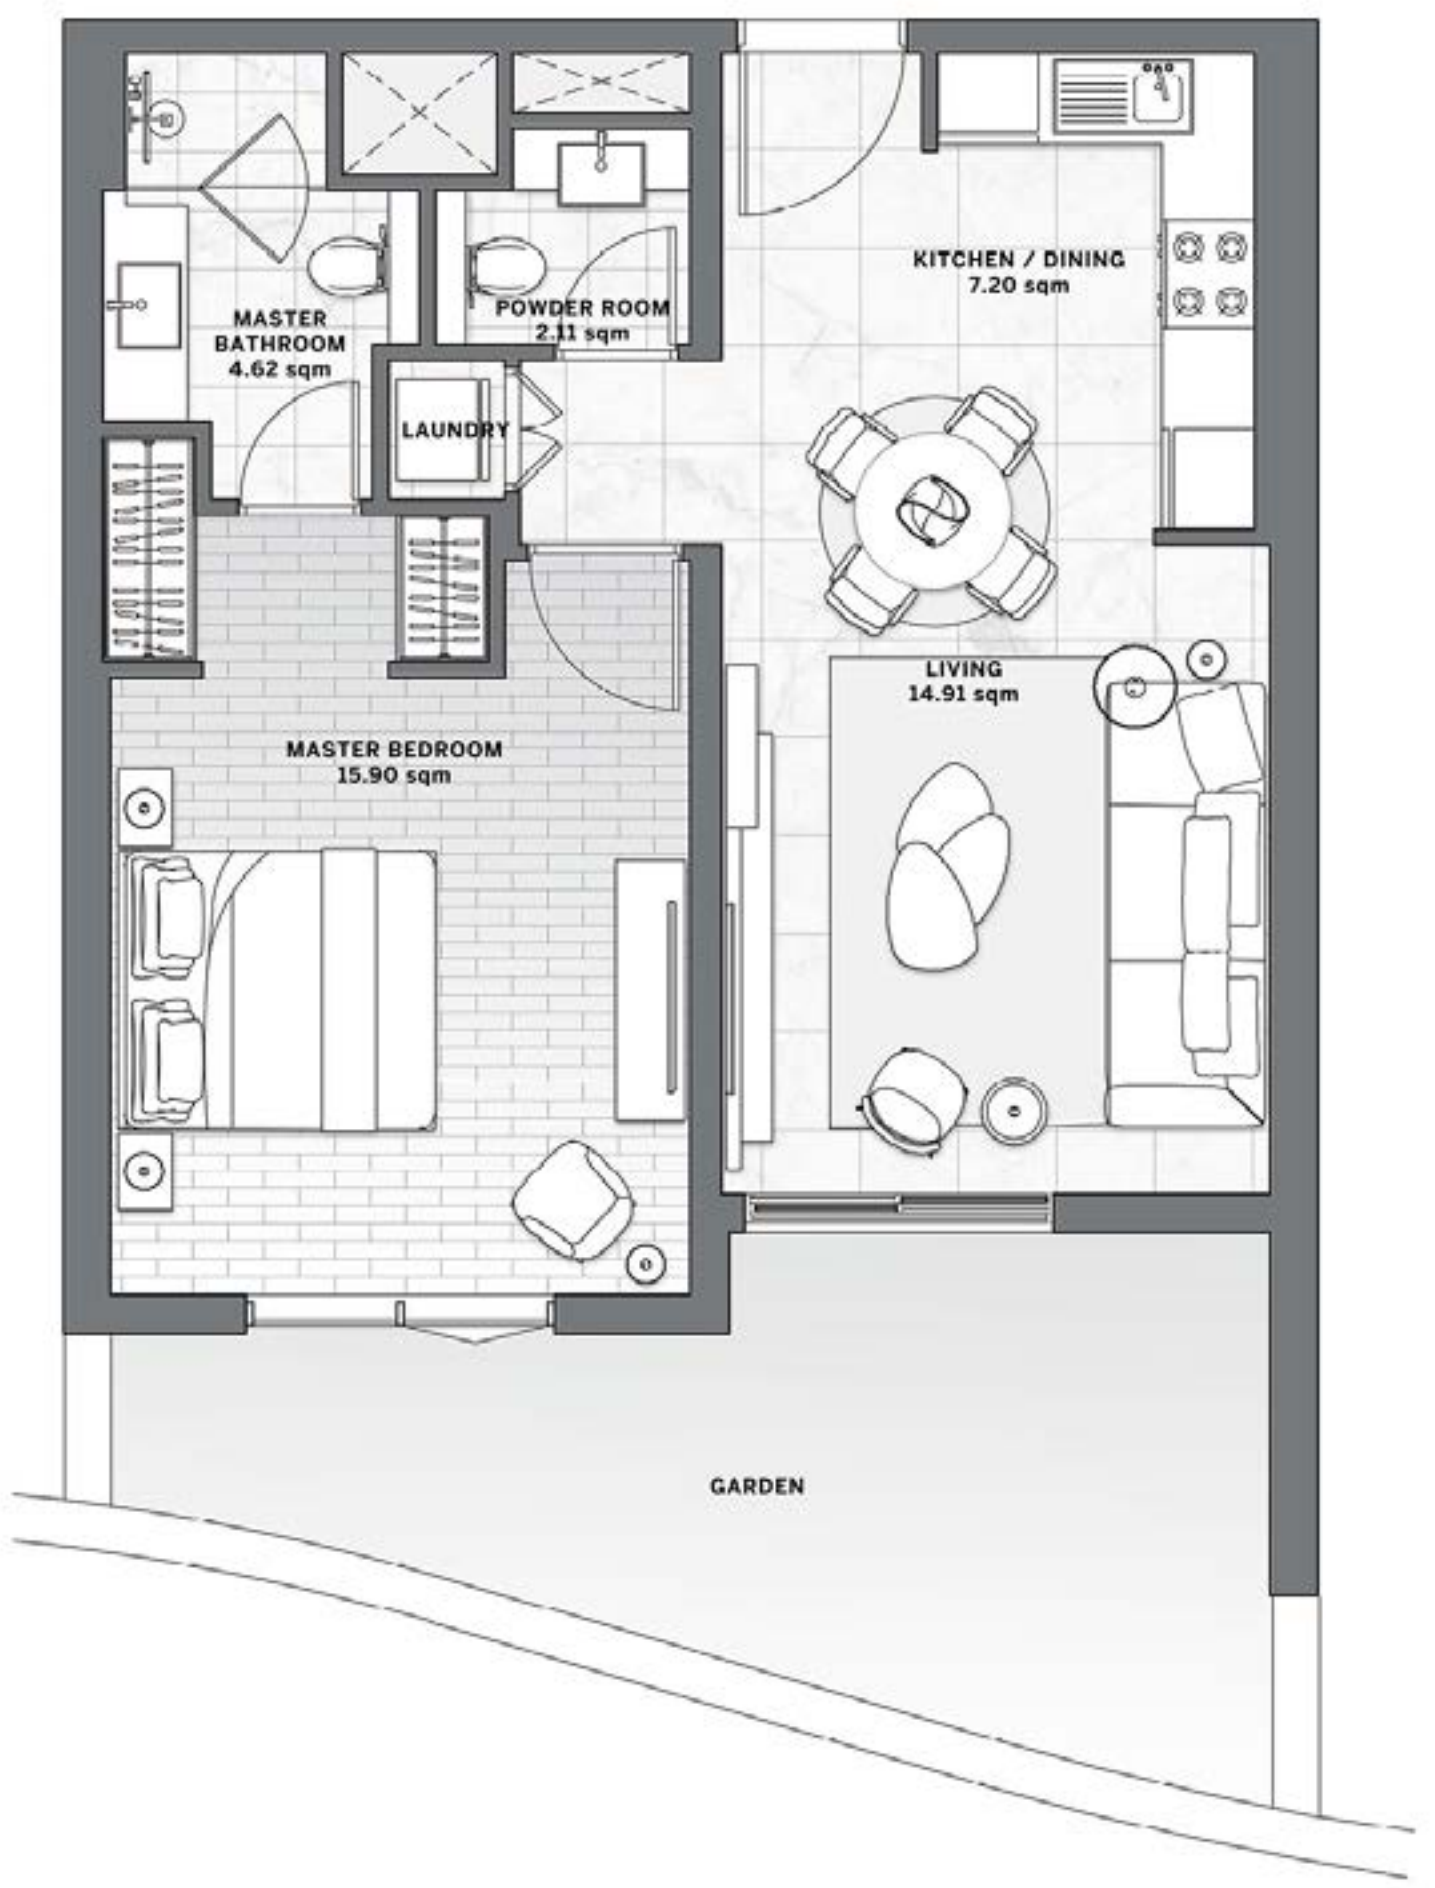 KITCHEN / DINING
7.20 sqm
POWDER ROOM
2.11 sqm
MASTER
BATHROOM
4.62 sqm
LAUNDRY
LIVING
14.91 sqm
MASTER BEDROOM
15.90 sqm
GARDEN